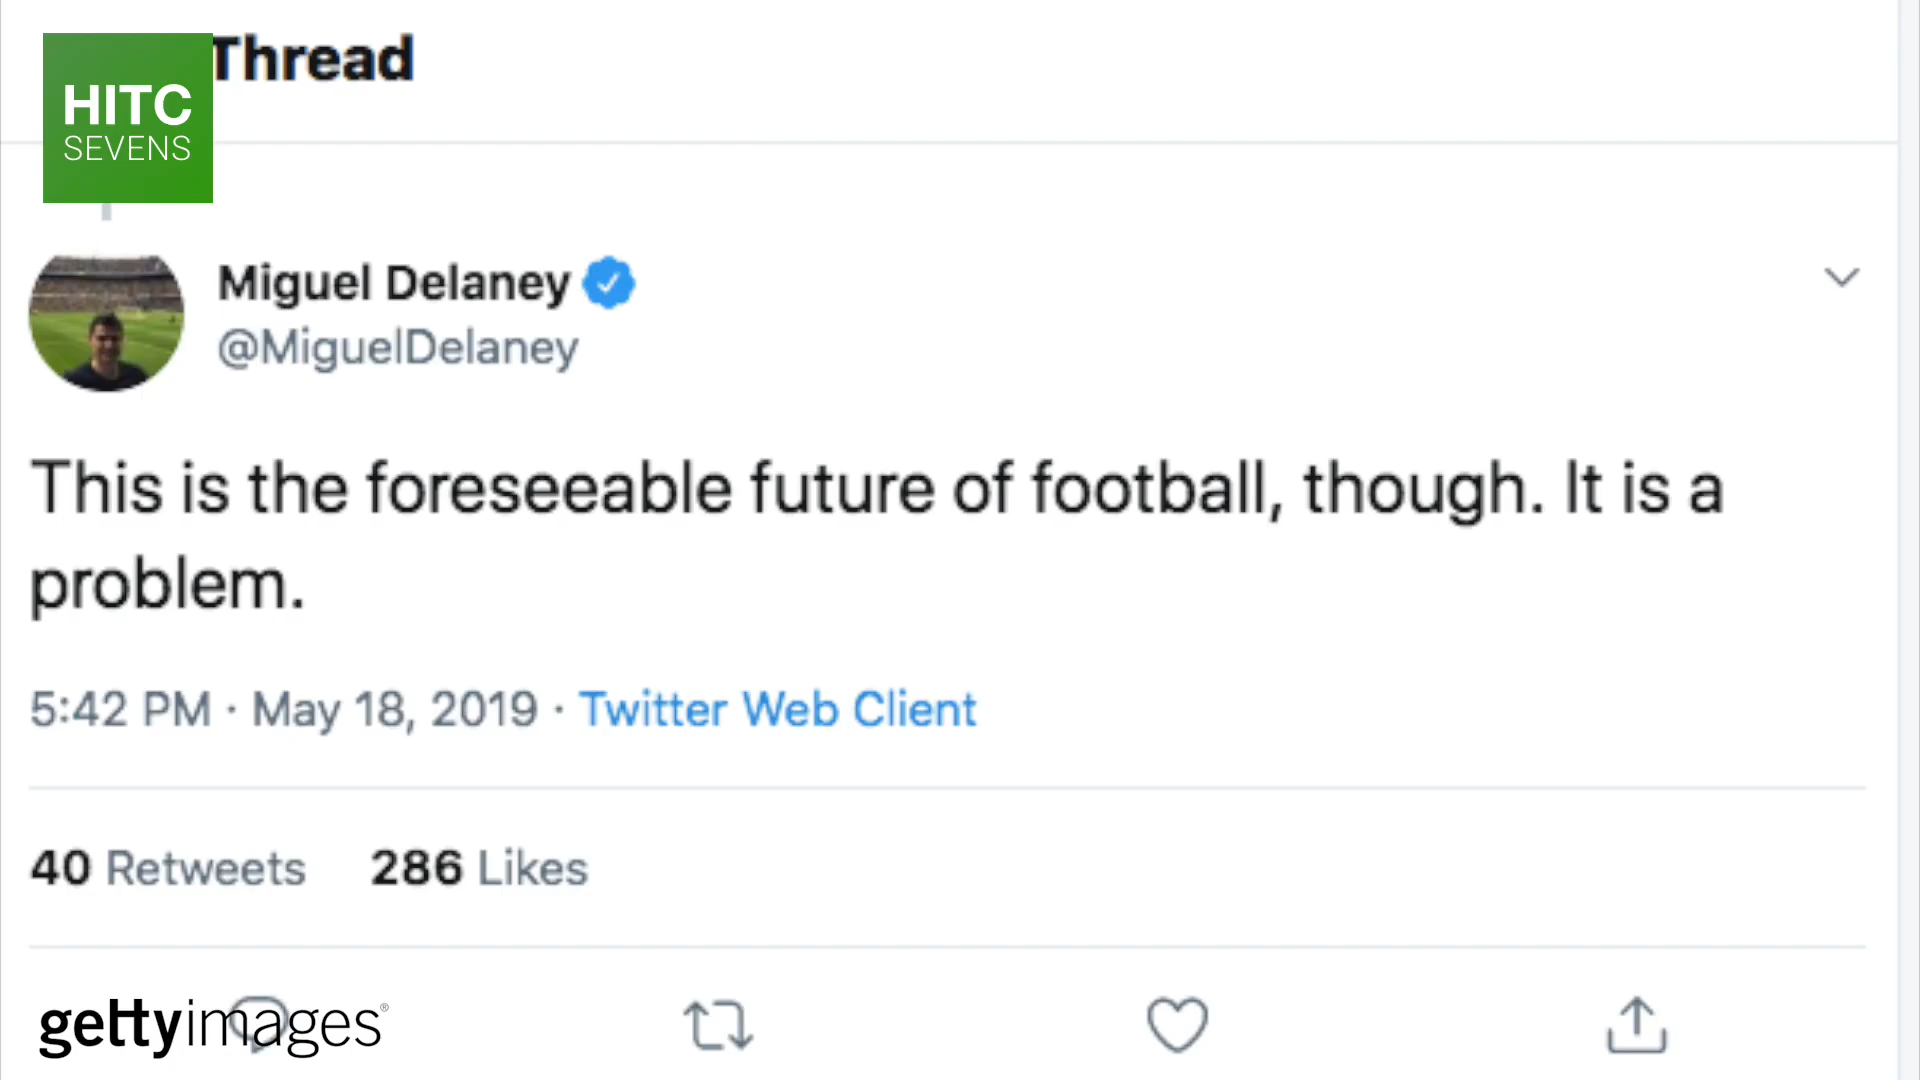 Thread
HITC
SEVENS
Miguel Delaney
@MiguelDelaney
This is the foreseeable future of football, though. It is a
problem.
5:42 PM · May 18, 2019 · Twitter Web Client
40 Retweets 286 Likes
gettyimages®